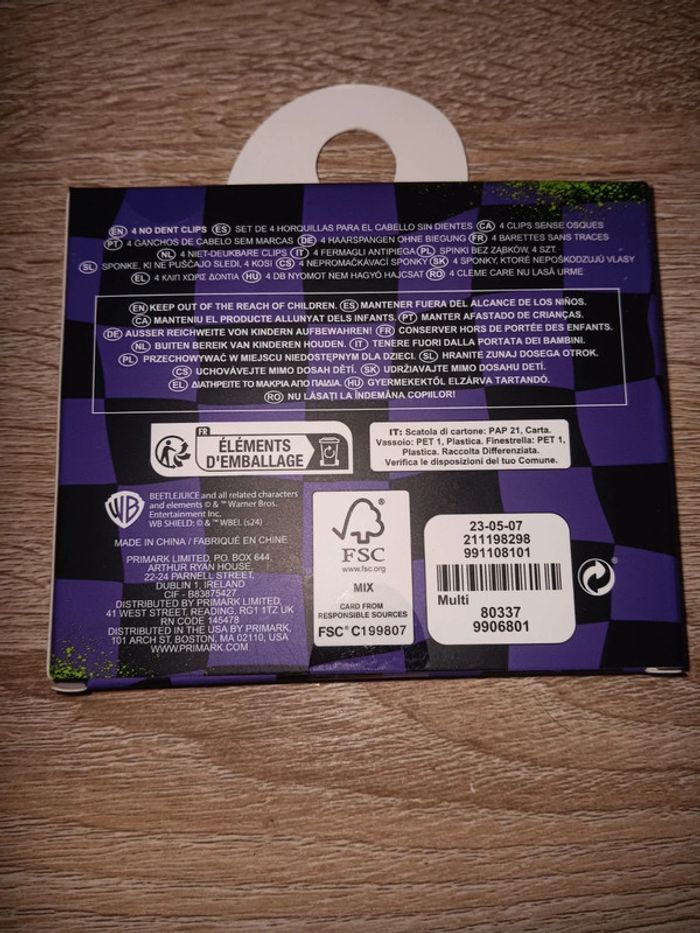 EN 4 NO DENT CLIPS ES SET DE 4 HORQUILLAS PARA EL CABELLO SIN DIENTES CA 4 CLIPS SENSE OSQUES
PT 4 GANCHOS DE CABELO SEM MARCAS DE 4 HAARSPANGEN OHNE BIEGUNG FR 4 BARETTES SANS TRACES
NL 4 NIET-DEUKBARE CLIPS IT 4 FERMAGLI ANTIPIEGA PL SPINKI BEZ ZĄBKÓW, 4 SZT.
SL SPONKE, KI NE PUŠČAJO SLEDI, 4 KOSI CS 4 NEPROMAČKÁVACÍ SPONKY SK 4 SPONKY, KTORÉ NEPOŠKODZUJÚ VLASY
EL 4 ΚΛΙΠ ΧΩΡΙΣ ΔΟΝΤΙΑ HU 4 DB NYOMOT NEM HAGYÓ HAJCSAT RO 4 CLEME CARE NU LASĂ URME
EN KEEP OUT OF THE REACH OF CHILDREN. ES MANTENER FUERA DEL ALCANCE DE LOS NIÑOS.
CA MANTENIU EL PRODUCTE ALLUNYAT DELS INFANTS. PT MANTER AFASTADO DE CRIANÇAS.
DE AUSSER REICHWEITE VON KINDERN AUFBEWAHREN! FR CONSERVER HORS DE PORTÉE DES ENFANTS.
NL BUITEN BEREIK VAN KINDEREN HOUDEN. IT TENERE FUORI DALLA PORTATA DEI BAMBINI.
PL PRZECHOWYWAĆ W MIEJSCU NIEDOSTĘPNYM DLA DZIECI. SL HRANITE ZUNAJ DOSEGA OTROK.
CS UCHOVÁVEJTE MIMO DOSAH DĚTÍ. SK UDRŽIAVAJTE MIMO DOSAHU DETÍ.
EL ΔΙΑΤΗΡΕΙΤΕ ΤΟ ΜΑΚΡΙΑ ΑΠΟ ΠΑΙΔΙΑ. HU GYERMEKEKTŐL ELZÁRVA TARTANDÓ.
RO NU LĂSAȚI LA ÎNDEMÂNA COPIILOR!
FR
ÉLÉMENTS
D'EMBALLAGE
IT: Scatola di cartone: PAP 21, Carta.
Vassoio: PET 1, Plastica. Finestrella: PET 1,
Plastica. Raccolta Differenziata.
Verifica le disposizioni del tuo Comune.
WB
BEETLEJUICE and all related characters
and elements © & ™ Warner Bros.
Entertainment Inc.
WB SHIELD: © & ™ WBEI. (s24)
MADE IN CHINA / FABRIQUÉ EN CHINE
PRIMARK LIMITED, P.O. BOX 644,
ARTHUR RYAN HOUSE,
22-24 PARNELL STREET,
DUBLIN 1, IRELAND
CIF - B83875427
DISTRIBUTED BY PRIMARK LIMITED,
41 WEST STREET, READING, RG1 1TZ UK
RN CODE 145478
DISTRIBUTED IN THE USA BY PRIMARK,
101 ARCH ST, BOSTON, MA 02110, USA
WWW.PRIMARK.COM
FSC
www.fsc.org
MIX
CARD FROM
RESPONSIBLE SOURCES
FSC® C199807
23-05-07
211198298
991108101
Multi
80337
9906801